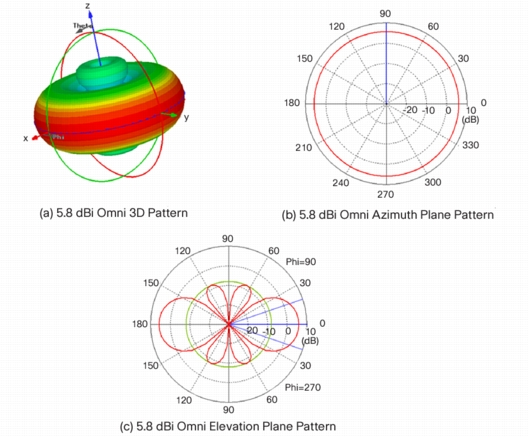 z
Theta
x
Phi
y
(a) 5.8 dBi Omni 3D Pattern
90
120
60
150
30
180
-20 -10 0 10 0
(dB)
210
330
240
300
270
(b) 5.8 dBi Omni Azimuth Plane Pattern
90
120
60
Phi=90
150
30
180
-20 -10 0 10 0
(dB)
150
30
120
60
Phi=270
90
(c) 5.8 dBi Omni Elevation Plane Pattern